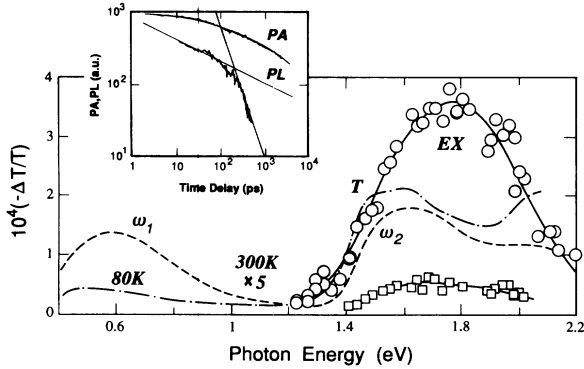 10³
10²
10¹
PA,PL (a.u.)
PA
PL
1 10 10² 10³ 10⁴
Time Delay (ps)
4
3
2
1
0
10⁴(-ΔT/T)
EX
T
ω₁
ω₂
300K
×5
80K
0.6 1 1.4 1.8 2.2
Photon Energy (eV)